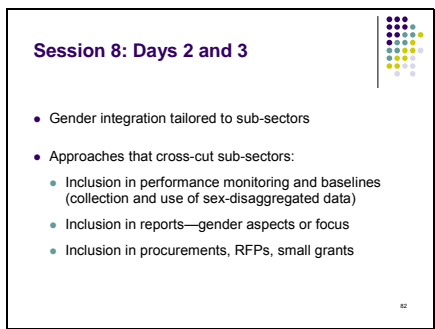 Session 8: Days 2 and 3
● Gender integration tailored to sub-sectors
● Approaches that cross-cut sub-sectors:
● Inclusion in performance monitoring and baselines
(collection and use of sex-disaggregated data)
● Inclusion in reports—gender aspects or focus
● Inclusion in procurements, RFPs, small grants
82